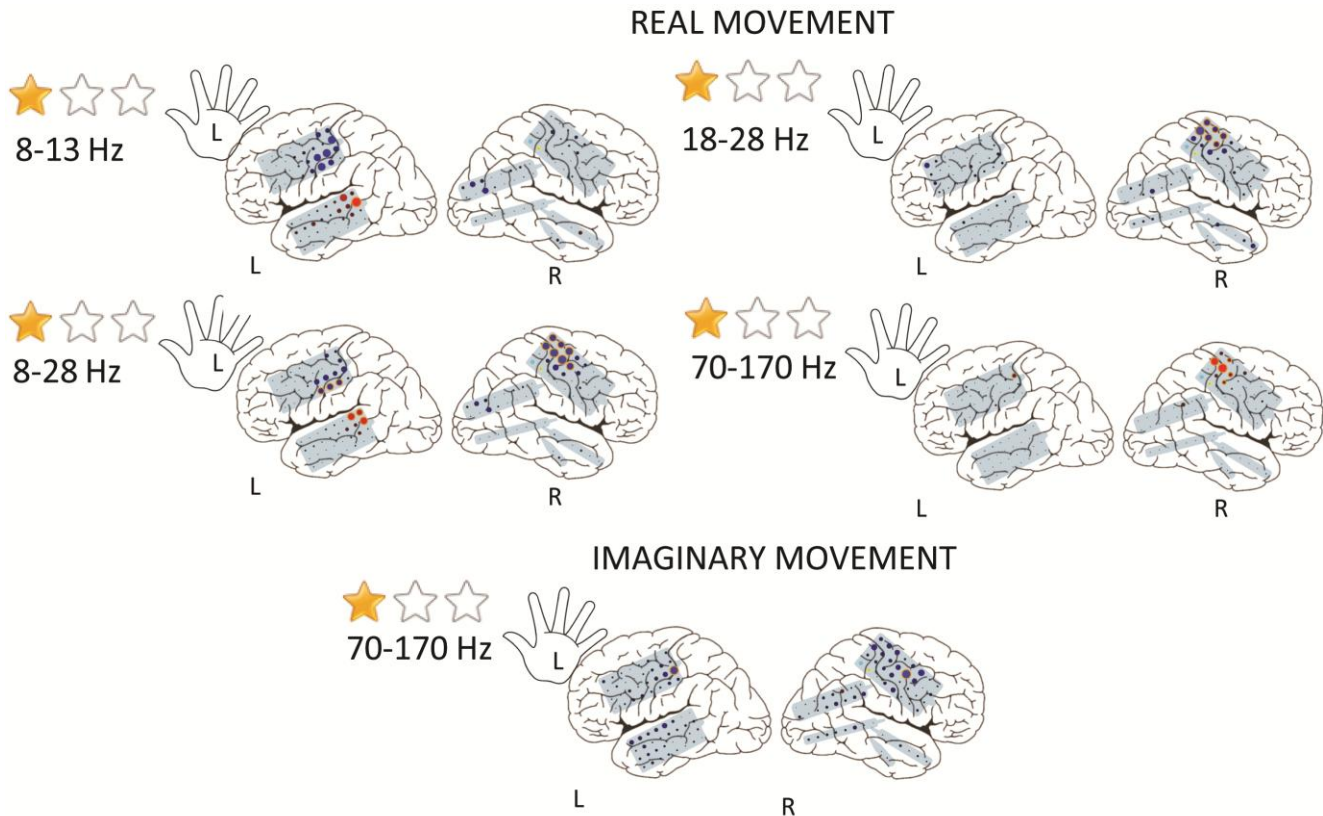 REAL MOVEMENT
L
8-13 Hz
L R
L
18-28 Hz
L R
L
8-28 Hz
L R
L
70-170 Hz
L R
IMAGINARY MOVEMENT
L
70-170 Hz
L R